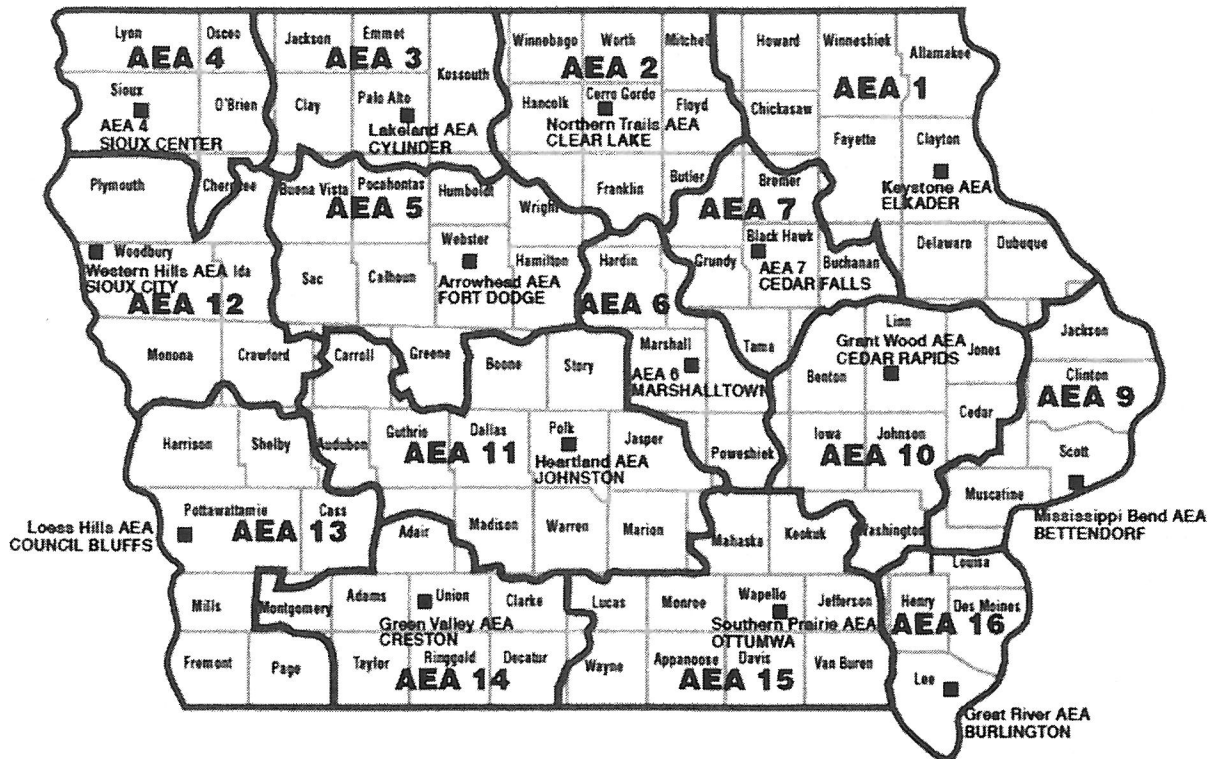 Lyon
Osceo
AEA 4
Sioux
O'Brien
AEA 4
SIOUX CENTER
Jackson
Emmet
AEA 3
Kossouth
Clay
Palo Alto
Lakeland AEA
CYLINDER
Winnebago
Worth
Mitchel
AEA 2
Hancolk
Cerro Gordo
Floyd
Northern Trails AEA
CLEAR LAKE
Franklin
Butler
Howard
Winneshiek
Allamakee
AEA 1
Chickasaw
Fayette
Clayton
Keystone AEA
ELKADER
Delaware
Dubuque
Plymouth
Cherokee
Woodbury
Western Hills AEA Ida
SIOUX CITY
AEA 12
Monona
Crawford
Buena Vista
Pocahontas
Humboldt
Wright
AEA 5
Webster
Hamilton
Sac
Calhoun
Arrowhead AEA
FORT DODGE
Carroll
Greene
Hardin
AEA 6
Marshall
Tama
AEA 6
MARSHALLTOWN
Poweshiek
Bremer
AEA 7
Black Hawk
Grundy
Buchanan
AEA 7
CEDAR FALLS
Linn
Grant Wood AEA
CEDAR RAPIDS
Jones
Benton
Cedar
Iowa
Johnson
AEA 10
Washington
Jackson
Clinton
AEA 9
Scott
Muscatine
Mississippi Bend AEA
BETTENDORF
Boone
Story
Audubon
Guthrie
Dallas
Polk
Jasper
AEA 11
Heartland AEA
JOHNSTON
Adair
Madison
Warren
Marion
Harrison
Shelby
Pottawattamie
Cass
AEA 13
Loess Hills AEA
COUNCIL BLUFFS
Mills
Fremont
Page
Montgomery
Adams
Union
Clarke
Green Valley AEA
CRESTON
Taylor
Ringgold
Decatur
AEA 14
Mahaska
Keokuk
Lucas
Monroe
Wapello
Jefferson
Southern Prairie AEA
OTTUMWA
Wayne
Appanoose
Davis
Van Buren
AEA 15
Louisa
Henry
Des Moines
AEA 16
Lee
Great River AEA
BURLINGTON